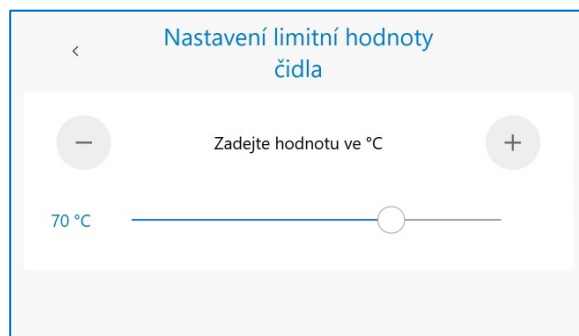 Nastavení limitní hodnoty
čidla
Zadejte hodnotu ve °C
70 °C